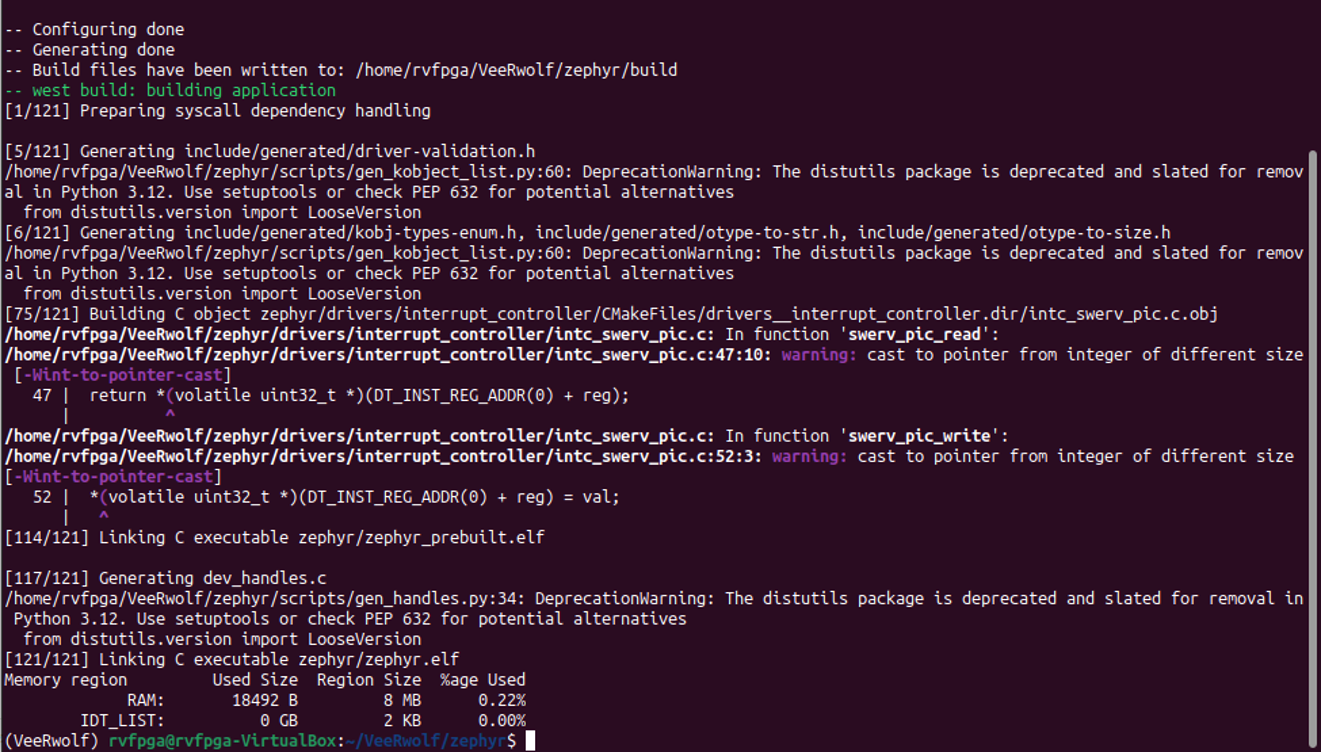 -- Configuring done
-- Generating done
-- Build files have been written to: /home/rvfpga/VeeRwolf/zephyr/build
-- west build: building application
[1/121] Preparing syscall dependency handling

[5/121] Generating include/generated/driver-validation.h
/home/rvfpga/VeeRwolf/zephyr/scripts/gen_kobject_list.py:60: DeprecationWarning: The distutils package is deprecated and slated for remov
al in Python 3.12. Use setuptools or check PEP 632 for potential alternatives
  from distutils.version import LooseVersion
[6/121] Generating include/generated/kobj-types-enum.h, include/generated/otype-to-str.h, include/generated/otype-to-size.h
/home/rvfpga/VeeRwolf/zephyr/scripts/gen_kobject_list.py:60: DeprecationWarning: The distutils package is deprecated and slated for remov
al in Python 3.12. Use setuptools or check PEP 632 for potential alternatives
  from distutils.version import LooseVersion
[75/121] Building C object zephyr/drivers/interrupt_controller/CMakeFiles/drivers__interrupt_controller.dir/intc_swerv_pic.c.obj
/home/rvfpga/VeeRwolf/zephyr/drivers/interrupt_controller/intc_swerv_pic.c: In function 'swerv_pic_read':
/home/rvfpga/VeeRwolf/zephyr/drivers/interrupt_controller/intc_swerv_pic.c:47:10: warning: cast to pointer from integer of different size
 [-Wint-to-pointer-cast]
   47 |  return *(volatile uint32_t *)(DT_INST_REG_ADDR(0) + reg);
      |          ^
/home/rvfpga/VeeRwolf/zephyr/drivers/interrupt_controller/intc_swerv_pic.c: In function 'swerv_pic_write':
/home/rvfpga/VeeRwolf/zephyr/drivers/interrupt_controller/intc_swerv_pic.c:52:3: warning: cast to pointer from integer of different size
[-Wint-to-pointer-cast]
   52 |  *(volatile uint32_t *)(DT_INST_REG_ADDR(0) + reg) = val;
      |   ^
[114/121] Linking C executable zephyr/zephyr_prebuilt.elf

[117/121] Generating dev_handles.c
/home/rvfpga/VeeRwolf/zephyr/scripts/gen_handles.py:34: DeprecationWarning: The distutils package is deprecated and slated for removal in
 Python 3.12. Use setuptools or check PEP 632 for potential alternatives
  from distutils.version import LooseVersion
[121/121] Linking C executable zephyr/zephyr.elf
Memory region         Used Size  Region Size  %age Used
             RAM:       18492 B         8 MB      0.22%
        IDT_LIST:          0 GB         2 KB      0.00%
(VeeRwolf) rvfpga@rvfpga-VirtualBox:~/VeeRwolf/zephyr$